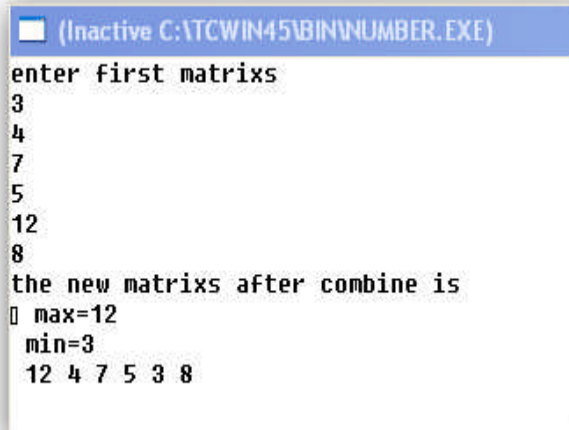 (Inactive C:\TCWIN45\BIN\NUMBER.EXE)
enter first matrixs
3
4
7
5
12
8
the new matrixs after combine is
▯ max=12
min=3
12 4 7 5 3 8